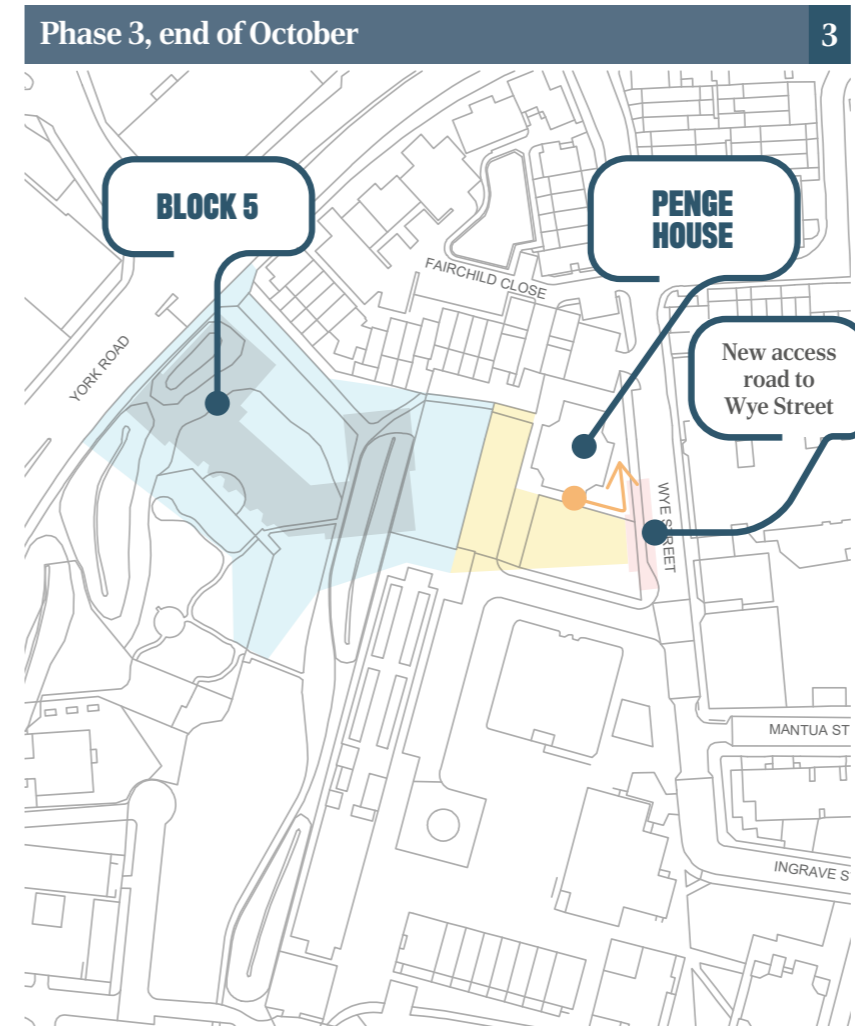 Phase 3, end of October
3
BLOCK 5
PENGE
HOUSE
FAIRCHILD CLOSE
YORK ROAD
New access
road to
Wye Street
WYE STREET
MANTUA ST
INGRAVE S